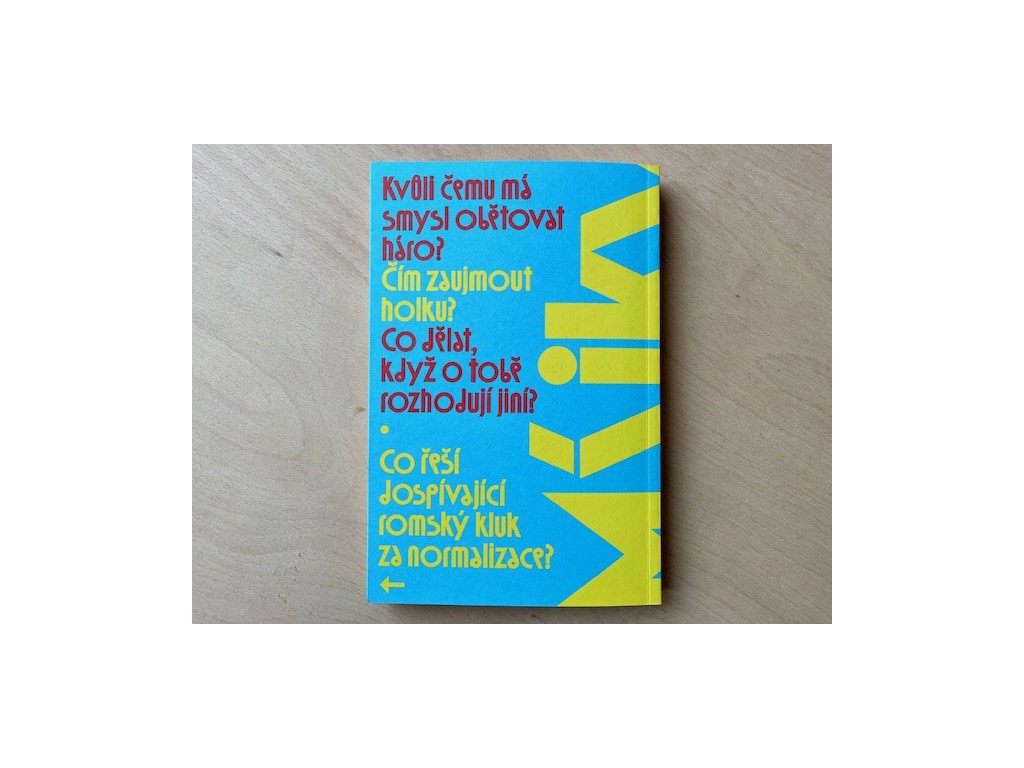 Kvůli čemu má
smysl obětovat
háro?
Čím zaujmout
holku?
Co dělat,
když o tobě
rozhodují jiní?
Co řeší
dospívající
romský kluk
za normalizace?